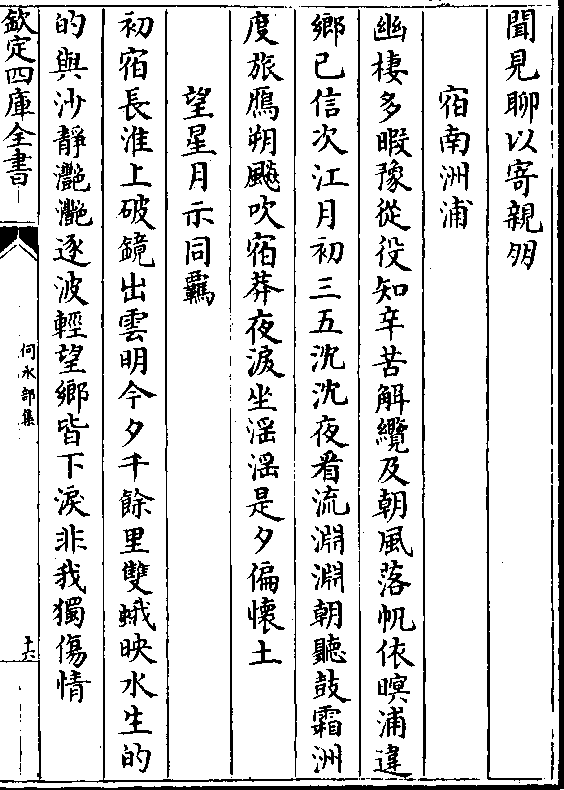 聞見聊以寄親朋
宿南洲浦
幽棲多暇豫從役知辛苦解纜及朝風落帆依暝浦違
鄉已信次江月初三五沈沈夜看流淵淵朝聽鼓霜洲
度旅鴈朔飈吹宿莽夜淚坐滛滛是夕偏懷土
望星月示同羈
初宿長淮上破鏡出雲明今夕千餘里雙蛾映水生的
的與沙靜灧灧逐波輕望鄉皆下淚非我獨傷情
欽定四庫全書
何水部集
十六